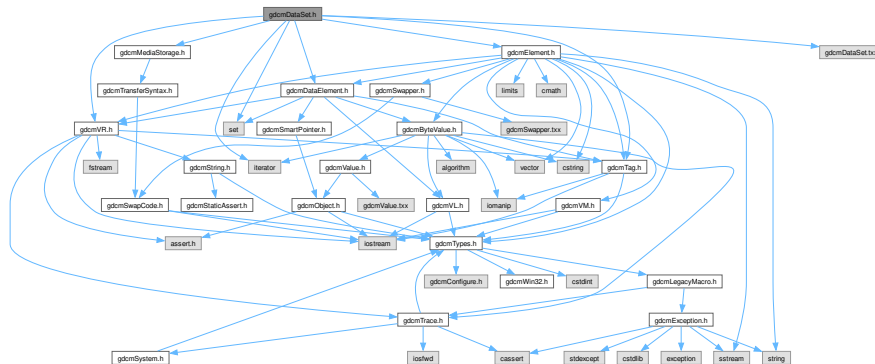 gdcmDataSet.h
gdcmMediaStorage.h
gdcmElement.h
gdcmDataSet.txx
gdcmTransferSyntax.h
gdcmDataElement.h
gdcmSwapper.h
limits
cmath
gdcmVR.h
set
gdcmSmartPointer.h
gdcmByteValue.h
gdcmSwapper.txx
fstream
gdcmString.h
iterator
gdcmValue.h
algorithm
vector
cstring
gdcmTag.h
gdcmSwapCode.h
gdcmStaticAssert.h
gdcmObject.h
gdcmValue.txx
gdcmVL.h
iomanip
gdcmVM.h
assert.h
iostream
gdcmTypes.h
gdcmConfigure.h
gdcmWin32.h
cstdint
gdcmLegacyMacro.h
gdcmTrace.h
gdcmException.h
gdcmSystem.h
iosfwd
cassert
stdexcept
cstdlib
exception
sstream
string